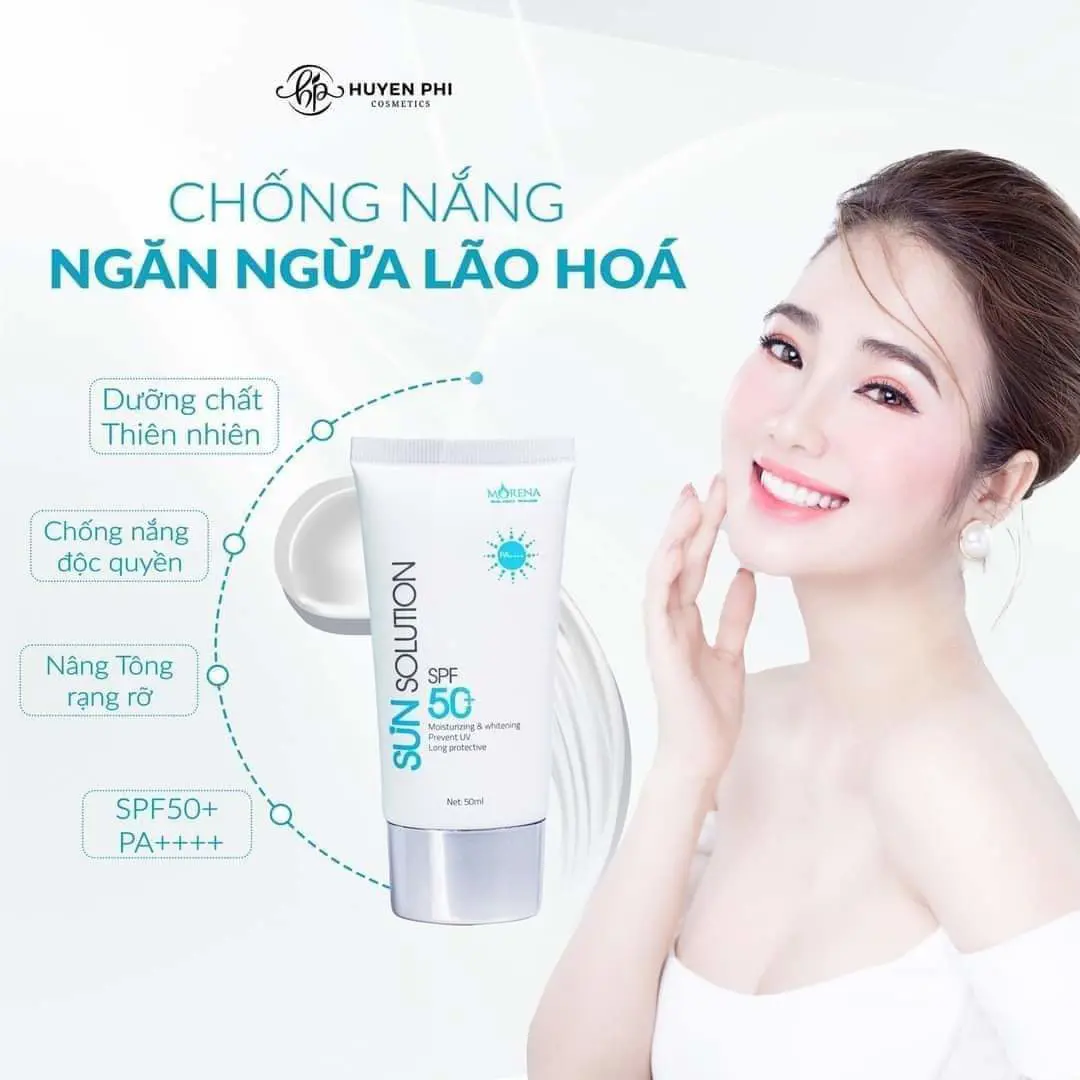 HUYEN PHI
COSMETICS
CHỐNG NẮNG
NGĂN NGỪA LÃO HOÁ
Dưỡng chất
Thiên nhiên
Chống nắng
độc quyền
Nâng Tông
rạng rỡ
SPF50+
PA++++
MORENA
PA++++
SUN SOLUTION
SPF
50+
Moisturizing & whitening
Prevent UV
Long protective
Net: 50ml